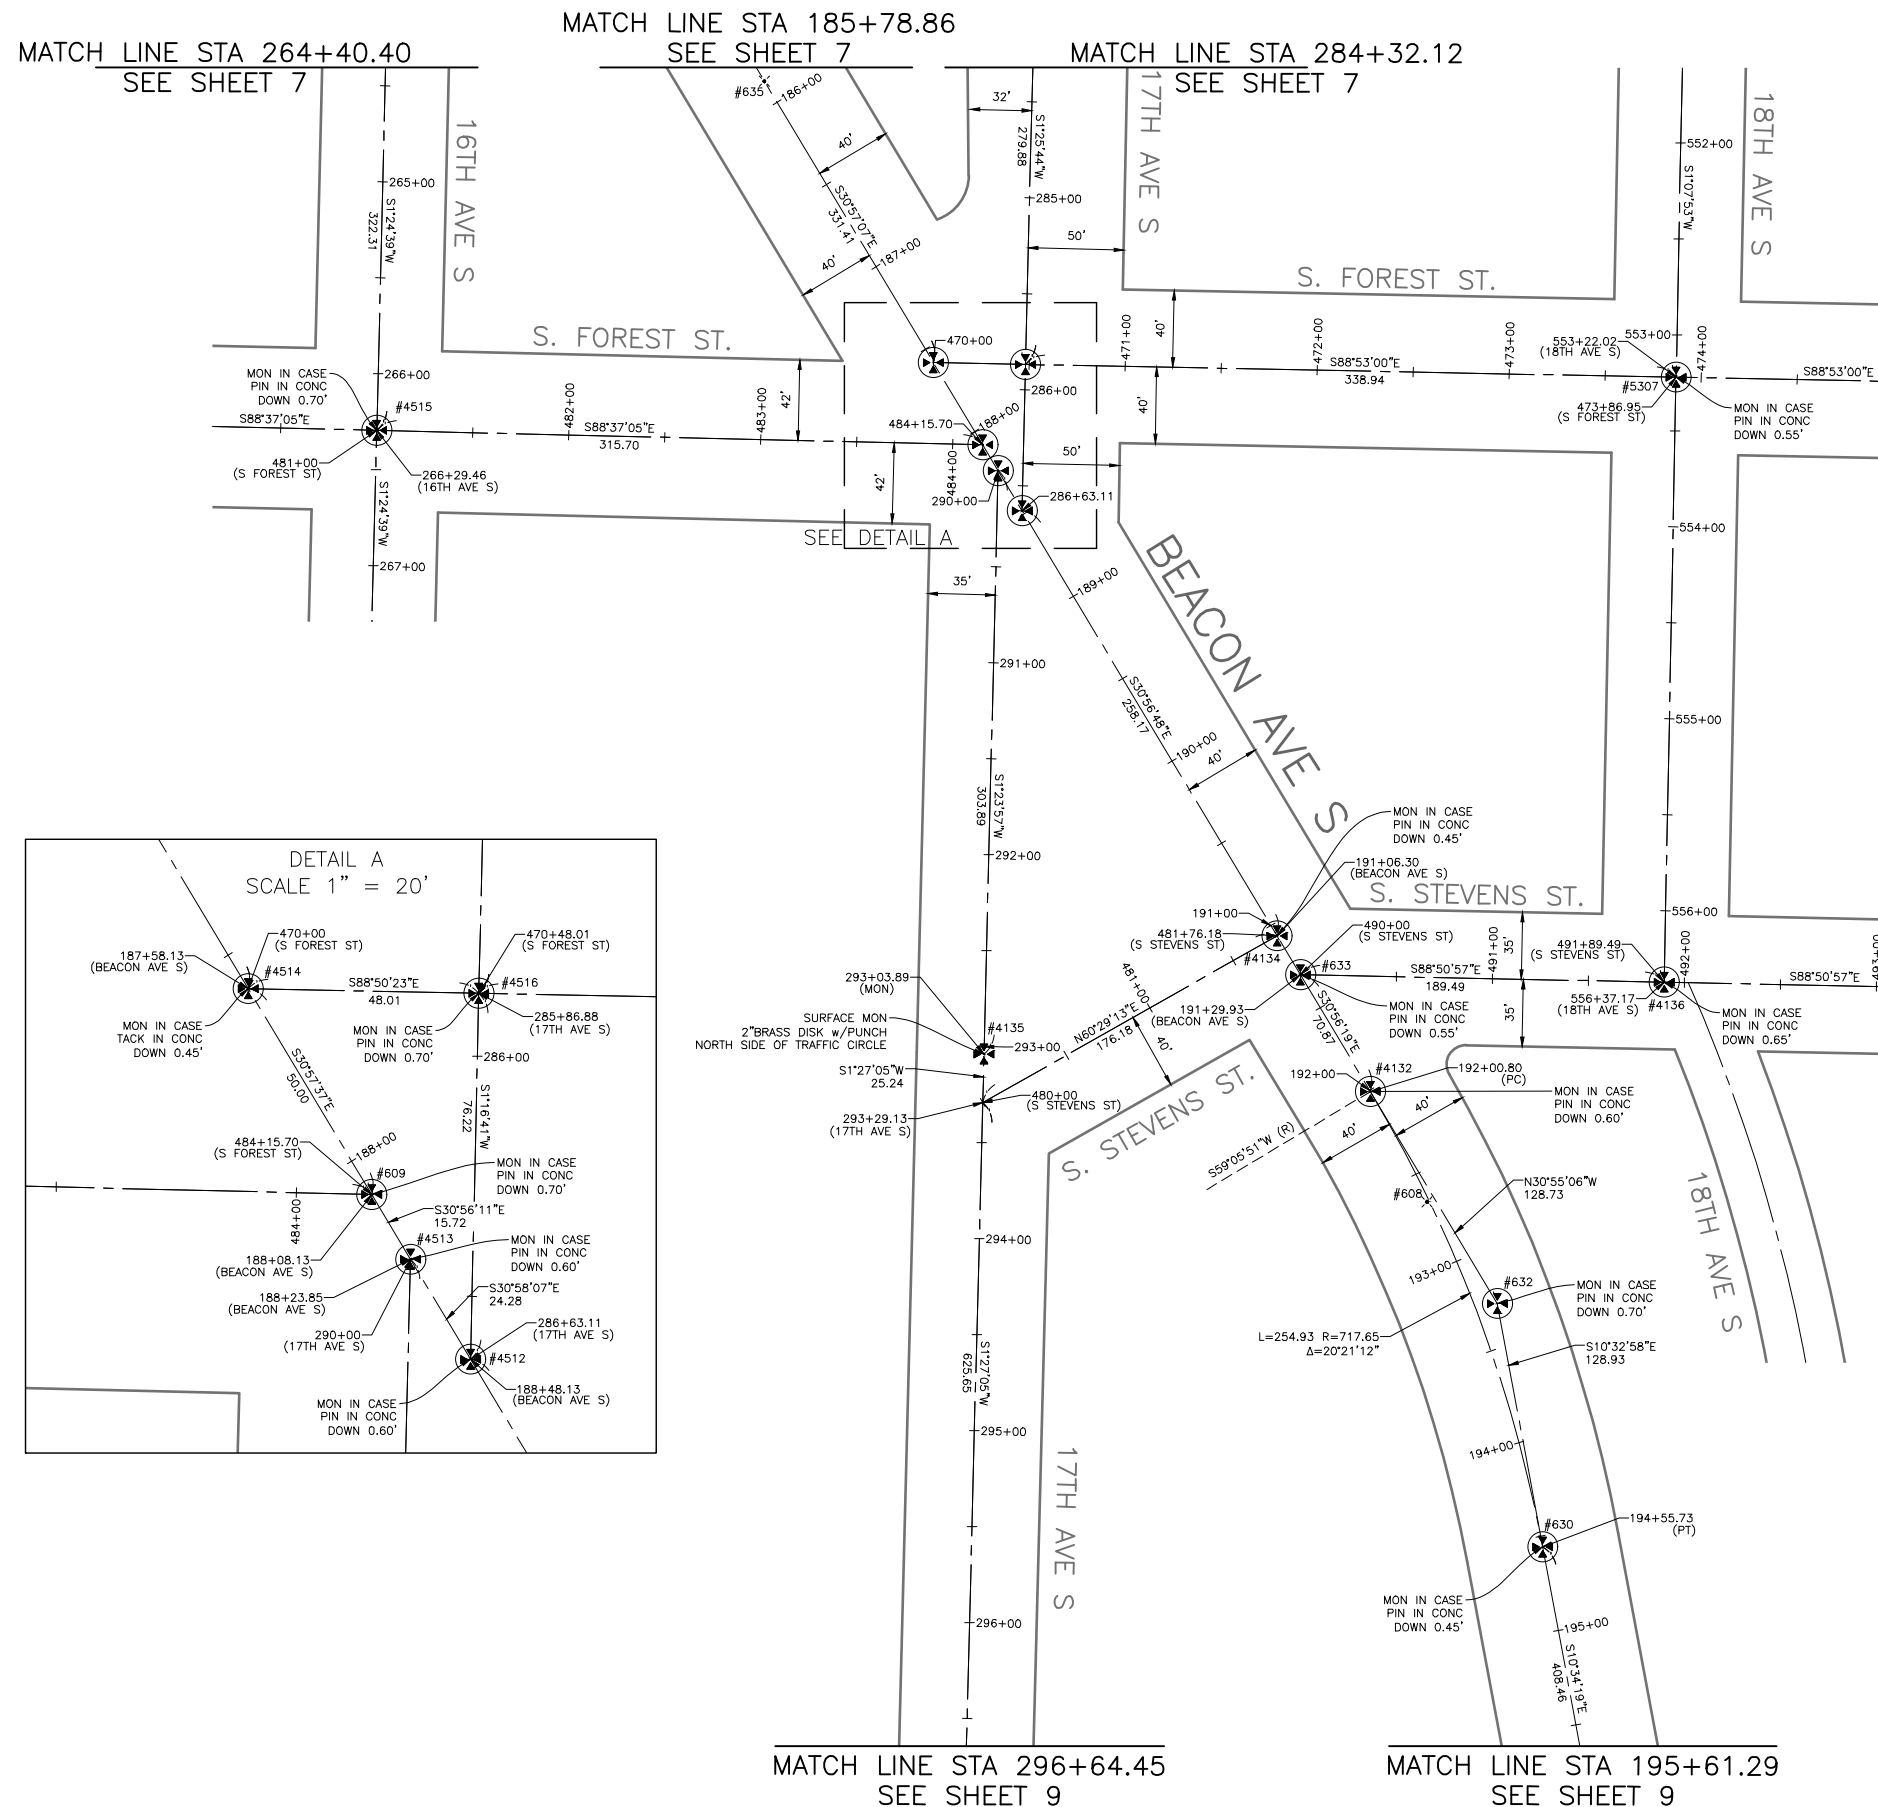 MATCH LINE STA 264+40.40
SEE SHEET 7
MATCH LINE STA 185+78.86
SEE SHEET 7
MATCH LINE STA 284+32.12
SEE SHEET 7
#635
186+00
40'
S30°57'07"E
331.41
187+00
40'
32'
S1°25'44"W
279.88
285+00
50'
17TH AVE S
18TH AVE S
552+00
S1°07'53"W
16TH AVE S
265+00
S1°24'39"W
322.31
S. FOREST ST.
S. FOREST ST.
MON IN CASE
PIN IN CONC
DOWN 0.70'
266+00
#4515
S88°37'05"E
481+00
(S FOREST ST)
266+29.46
(16TH AVE S)
S1°24'39"W
267+00
482+00
S88°37'05"E
315.70
483+00
42'
42'
470+00
286+00
484+15.70
188+00
484+00
290+00
50'
286+63.11
SEE DETAIL A
471+00
40'
40'
472+00
S88°53'00"E
338.94
473+00
553+22.02
(18TH AVE S)
553+00
474+00
#5307
473+86.95
(S FOREST ST)
S88°53'00"E
MON IN CASE
PIN IN CONC
DOWN 0.55'
554+00
35'
189+00
BEACON AVE S
291+00
S30°56'48"E
258.17
190+00
40'
555+00
S1°23'57"W
303.89
292+00
MON IN CASE
PIN IN CONC
DOWN 0.45'
191+06.30
(BEACON AVE S)
S. STEVENS ST.
556+00
191+00
481+76.18
(S STEVENS ST)
#4134
490+00
(S STEVENS ST)
#633
S88°50'57"E
189.49
491+00
35'
35'
491+89.49
(S STEVENS ST)
492+00
S88°50'57"E
493+00
556+37.17
(18TH AVE S)
#4136
MON IN CASE
PIN IN CONC
DOWN 0.65'
MON IN CASE
PIN IN CONC
DOWN 0.55'
191+29.93
(BEACON AVE S)
S30°56'19"E
70.87
481+00
N60°29'13"E
176.18
40'
293+03.89
(MON)
SURFACE MON
2"BRASS DISK w/PUNCH
NORTH SIDE OF TRAFFIC CIRCLE
#4135
293+00
S1°27'05"W
25.24
480+00
(S STEVENS ST)
293+29.13
(17TH AVE S)
S. STEVENS ST.
192+00
#4132
192+00.80
(PC)
MON IN CASE
PIN IN CONC
DOWN 0.60'
40'
40'
S59°05'51"W (R)
#608
N30°55'06"W
128.73
18TH AVE S
193+00
#632
MON IN CASE
PIN IN CONC
DOWN 0.70'
L=254.93 R=717.65
Δ=20°21'12"
S10°32'58"E
128.93
294+00
S1°27'05"W
625.65
295+00
17TH AVE S
296+00
194+00
#630
194+55.73
(PT)
MON IN CASE
PIN IN CONC
DOWN 0.45'
195+00
S10°34'19"E
408.46
DETAIL A
SCALE 1" = 20'
470+00
(S FOREST ST)
187+58.13
(BEACON AVE S)
#4514
S88°50'23"E
48.01
470+48.01
(S FOREST ST)
#4516
285+86.88
(17TH AVE S)
MON IN CASE
TACK IN CONC
DOWN 0.45'
MON IN CASE
PIN IN CONC
DOWN 0.70'
286+00
S30°57'37"E
50.00
S1°16'41"W
76.22
484+15.70
(S FOREST ST)
188+00
#609
MON IN CASE
PIN IN CONC
DOWN 0.70'
484+00
S30°56'11"E
15.72
188+08.13
(BEACON AVE S)
#4513
MON IN CASE
PIN IN CONC
DOWN 0.60'
188+23.85
(BEACON AVE S)
S30°58'07"E
24.28
290+00
(17TH AVE S)
286+63.11
(17TH AVE S)
#4512
188+48.13
(BEACON AVE S)
MON IN CASE
PIN IN CONC
DOWN 0.60'
MATCH LINE STA 296+64.45
SEE SHEET 9
MATCH LINE STA 195+61.29
SEE SHEET 9